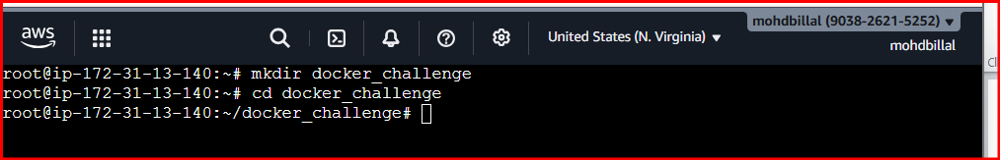 mohdbillal (9038-2621-5252)
aws
United States (N. Virginia)
mohdbillal
root@ip-172-31-13-140:~# mkdir docker_challenge
root@ip-172-31-13-140:~# cd docker_challenge
root@ip-172-31-13-140:~/docker_challenge#